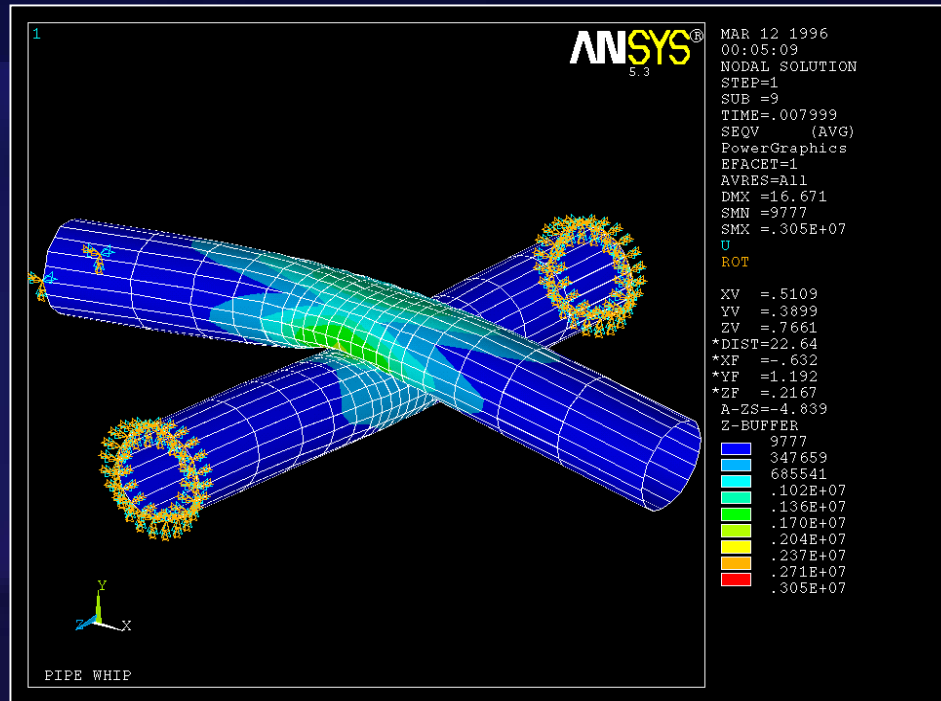 1
ANSYS®
5.3
MAR 12 1996
00:05:09
NODAL SOLUTION
STEP=1
SUB =9
TIME=.007999
SEQV (AVG)
PowerGraphics
EFACET=1
AVRES=All
DMX =16.671
SMN =9777
SMX =.305E+07
U
ROT
XV =.5109
YV =.3899
ZV =.7661
*DIST=22.64
*XF =-.632
*YF =1.192
*ZF =.2167
A-ZS=-4.839
Z-BUFFER
9777
347659
685541
.102E+07
.136E+07
.170E+07
.204E+07
.237E+07
.271E+07
.305E+07
Y
Z
X
PIPE WHIP